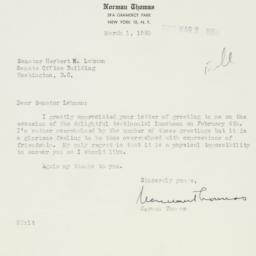 Norman Thomas
39A GRAMERCY PARK
NEW YORK 10, N. Y.
March 1, 1950
Senator Herbert H. Lehman
Senate Office Building
Washington, D.C.
Dear Senator Lehman:
I greatly appreciated your letter of greeting to me on the
occasion of the delightful testimonial luncheon on February 4th.
I'm rather overwhelmed by the number of these greetings but it is
a glorious feeling to be thus overwhelmed with expressions of
friendship. My only regret is that it is a physical impossibility
to answer you as I should like.
Again my thanks to you.
Sincerely yours,
Norman Thomas
Norman Thomas